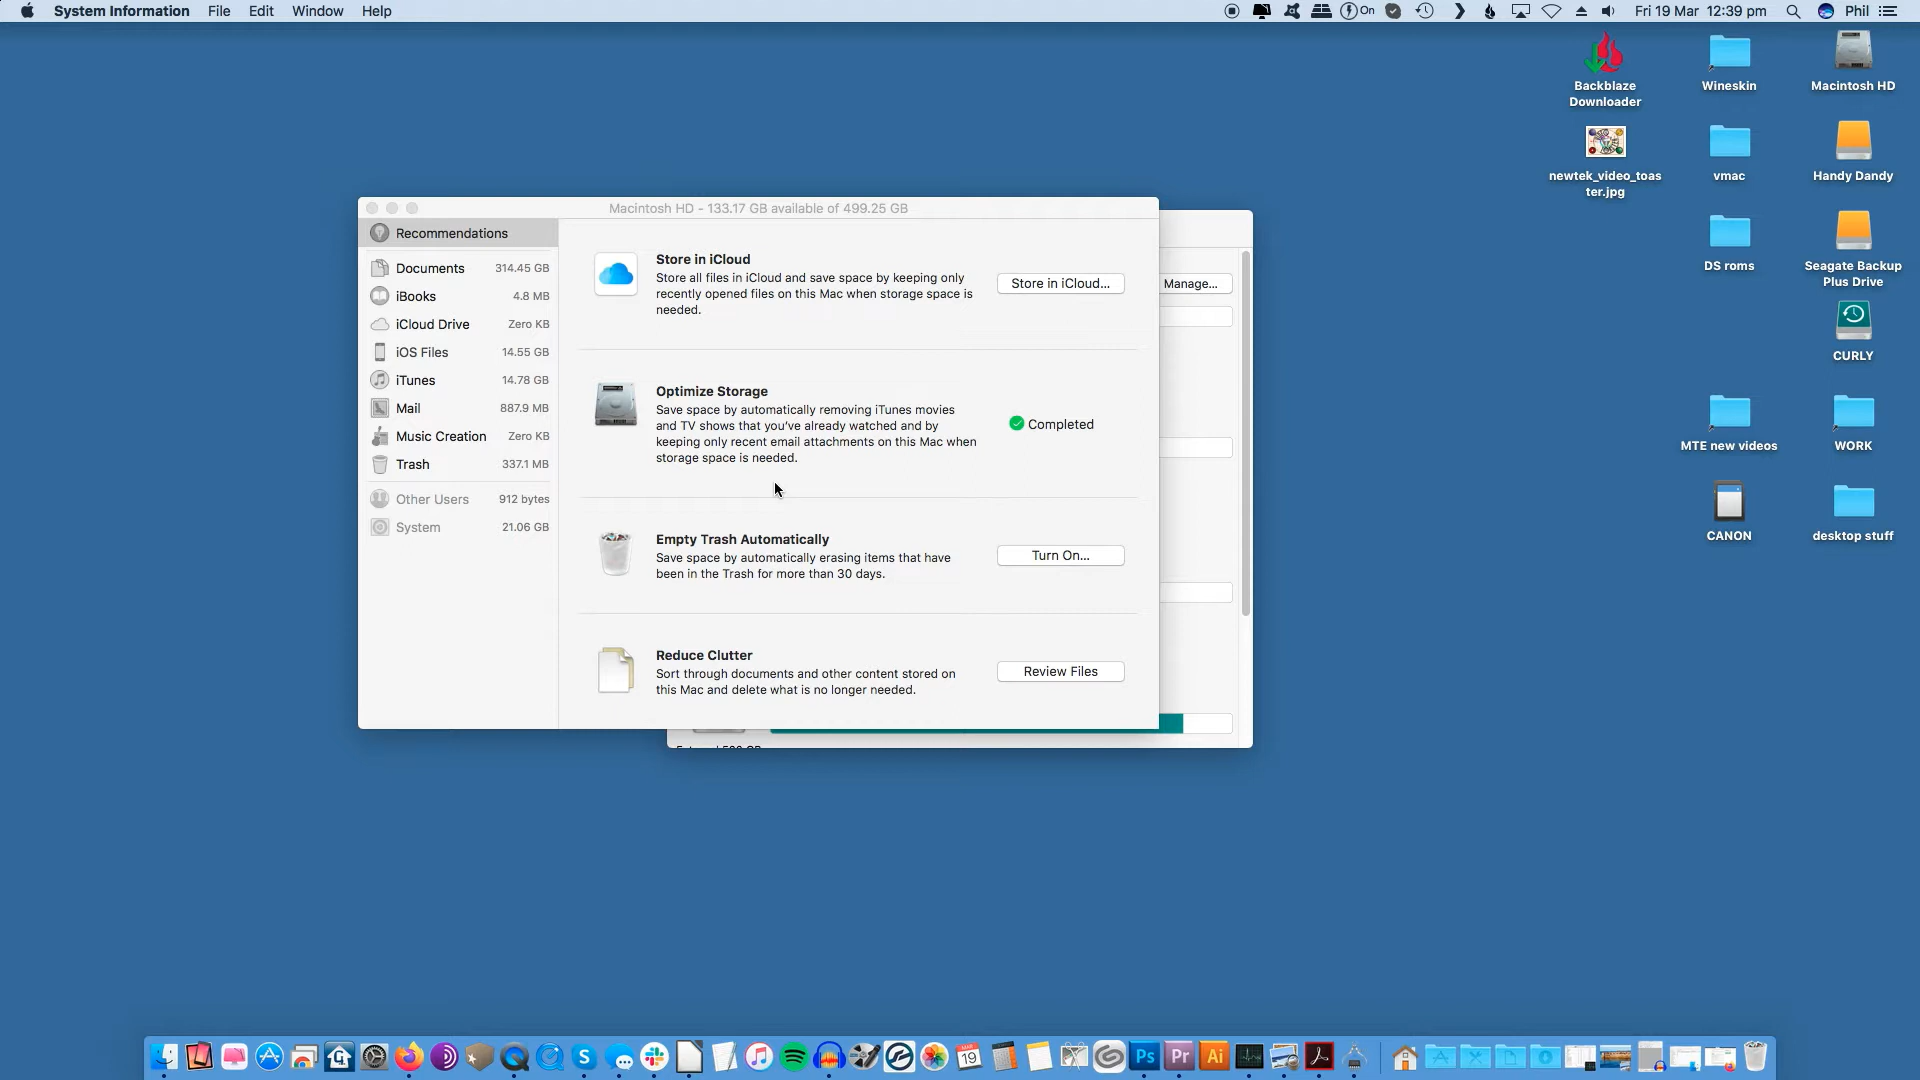 System Information File Edit Window Help
On Fri 19 Mar 12:39 pm Phil
Backblaze
Downloader
Wineskin
Macintosh HD
newtek_video_toas
ter.jpg
vmac
Handy Dandy
DS roms
Seagate Backup
Plus Drive
CURLY
MTE new videos
WORK
CANON
desktop stuff
Macintosh HD - 133.17 GB available of 499.25 GB
Recommendations
Documents 314.45 GB
iBooks 4.8 MB
iCloud Drive Zero KB
iOS Files 14.55 GB
iTunes 14.78 GB
Mail 887.9 MB
Music Creation Zero KB
Trash 337.1 MB
Other Users 912 bytes
System 21.06 GB
Store in iCloud
Store all files in iCloud and save space by keeping only
recently opened files on this Mac when storage space is
needed.
Store in iCloud...
Manage...
Optimize Storage
Save space by automatically removing iTunes movies
and TV shows that you've already watched and by
keeping only recent email attachments on this Mac when
storage space is needed.
Completed
Empty Trash Automatically
Save space by automatically erasing items that have
been in the Trash for more than 30 days.
Turn On...
Reduce Clutter
Sort through documents and other content stored on
this Mac and delete what is no longer needed.
Review Files
MAR
19
Ps
Pr
Ai